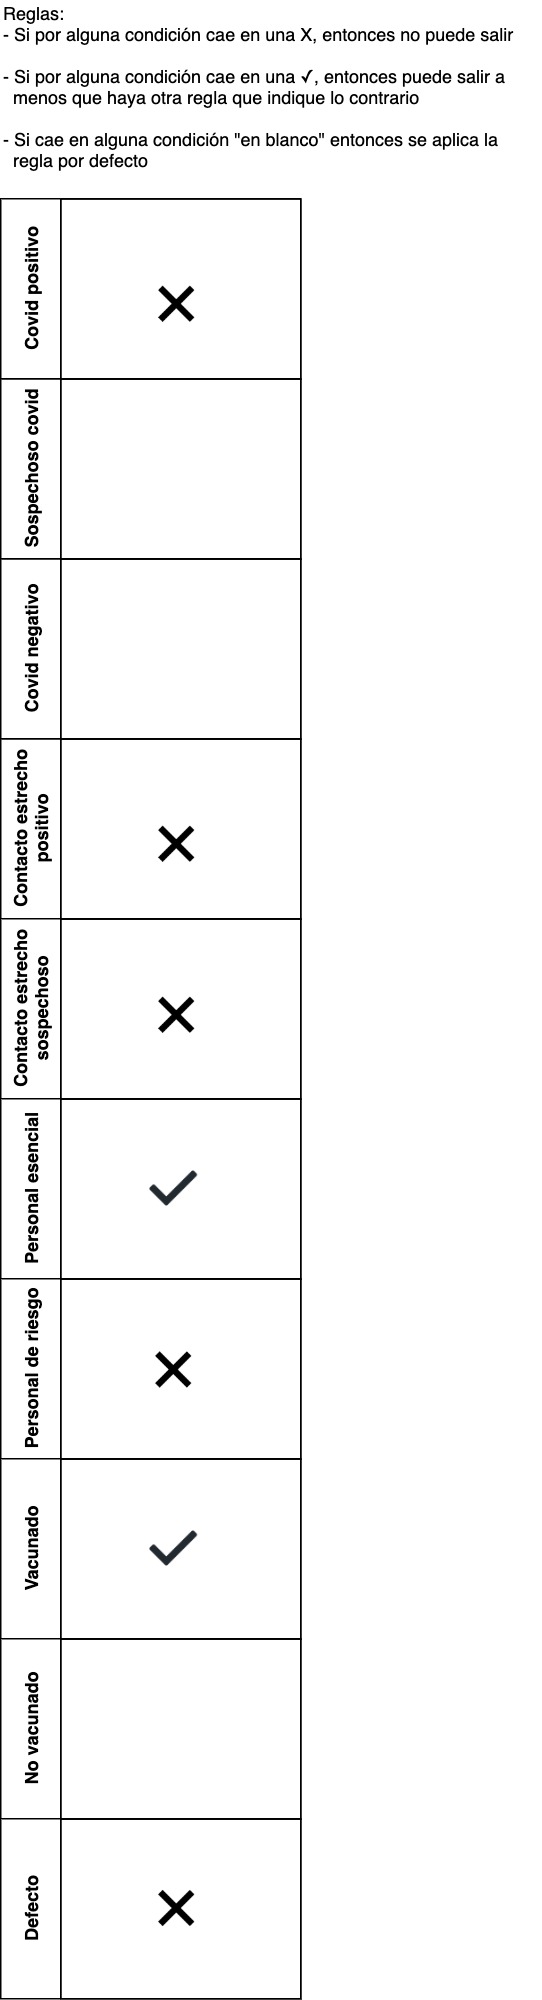 Defecto
No vacunado
Vacunado
Personal de riesgo
Personal esencial
Contacto estrecho
sospechoso
Contacto estrecho
positivo
Covid negativo
Sospechoso covid
Covid positivo
Reglas:
- Si por alguna condición cae en una X, entonces no puede salir
- Si por alguna condición cae en una ✓, entonces puede salir a
menos que haya otra regla que indique lo contrario
- Si cae en alguna condición "en blanco" entonces se aplica la
regla por defecto